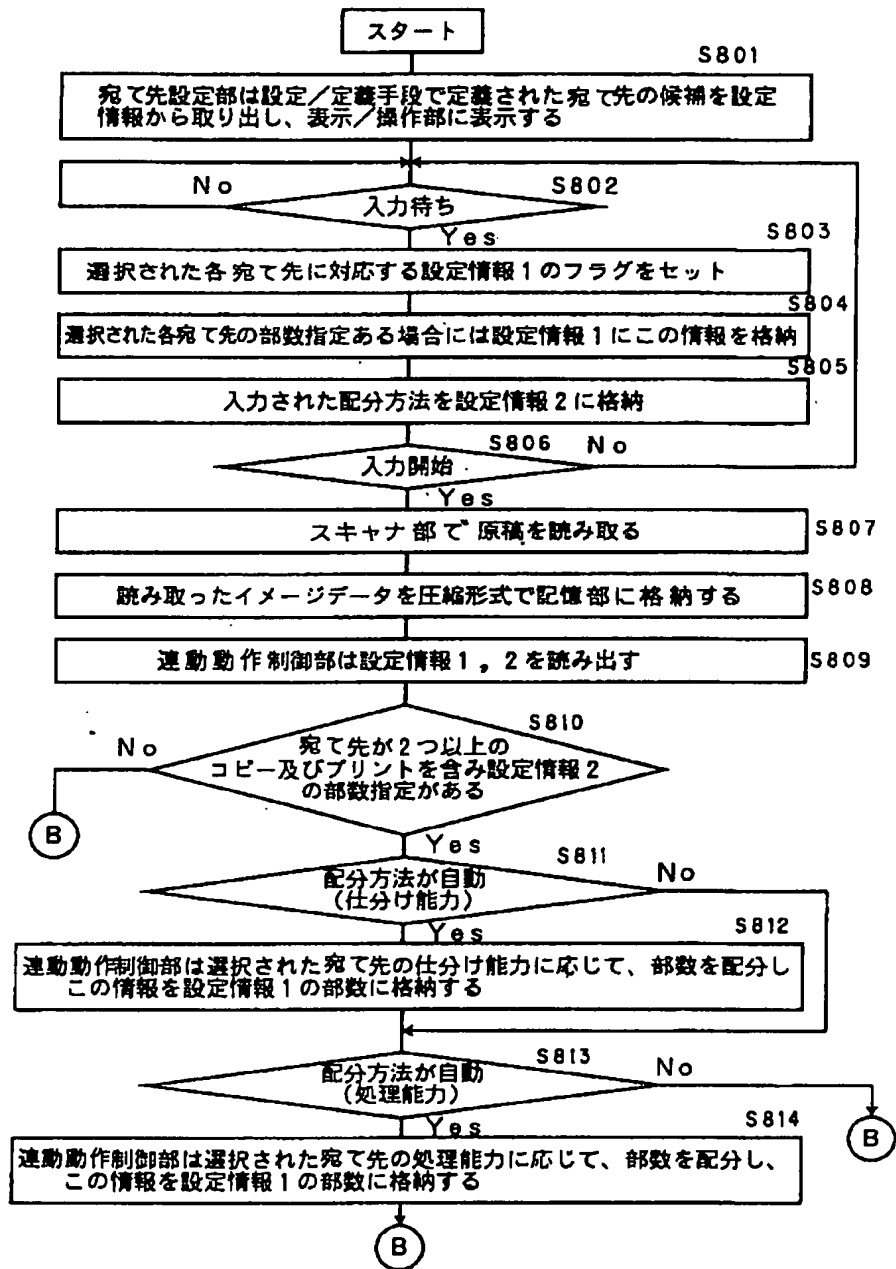 スタート
S801
宛て先設定部は設定／定義手段で定義された宛て先の候補を設定
情報から取り出し、表示／操作部に表示する
No
S802
入力待ち
Yes
S803
選択された各宛て先に対応する設定情報1のフラグをセット
S804
選択された各宛て先の部数指定ある場合には設定情報1にこの情報を格納
S805
入力された配分方法を設定情報2に格納
S806
No
入力開始
Yes
スキャナ部で原稿を読み取る
S807
読み取ったイメージデータを圧縮形式で記憶部に格納する
S808
連動動作制御部は設定情報1，2を読み出す
S809
S810
No
宛て先が2つ以上の
コピー及びプリントを含み設定情報2
の部数指定がある
B
Yes
S811
No
配分方法が自動
（仕分け能力）
Yes
S812
連動動作制御部は選択された宛て先の仕分け能力に応じて、部数を配分し
この情報を設定情報1の部数に格納する
S813
No
配分方法が自動
（処理能力）
Yes
S814
B
連動動作制御部は選択された宛て先の処理能力に応じて、部数を配分し、
この情報を設定情報1の部数に格納する
B